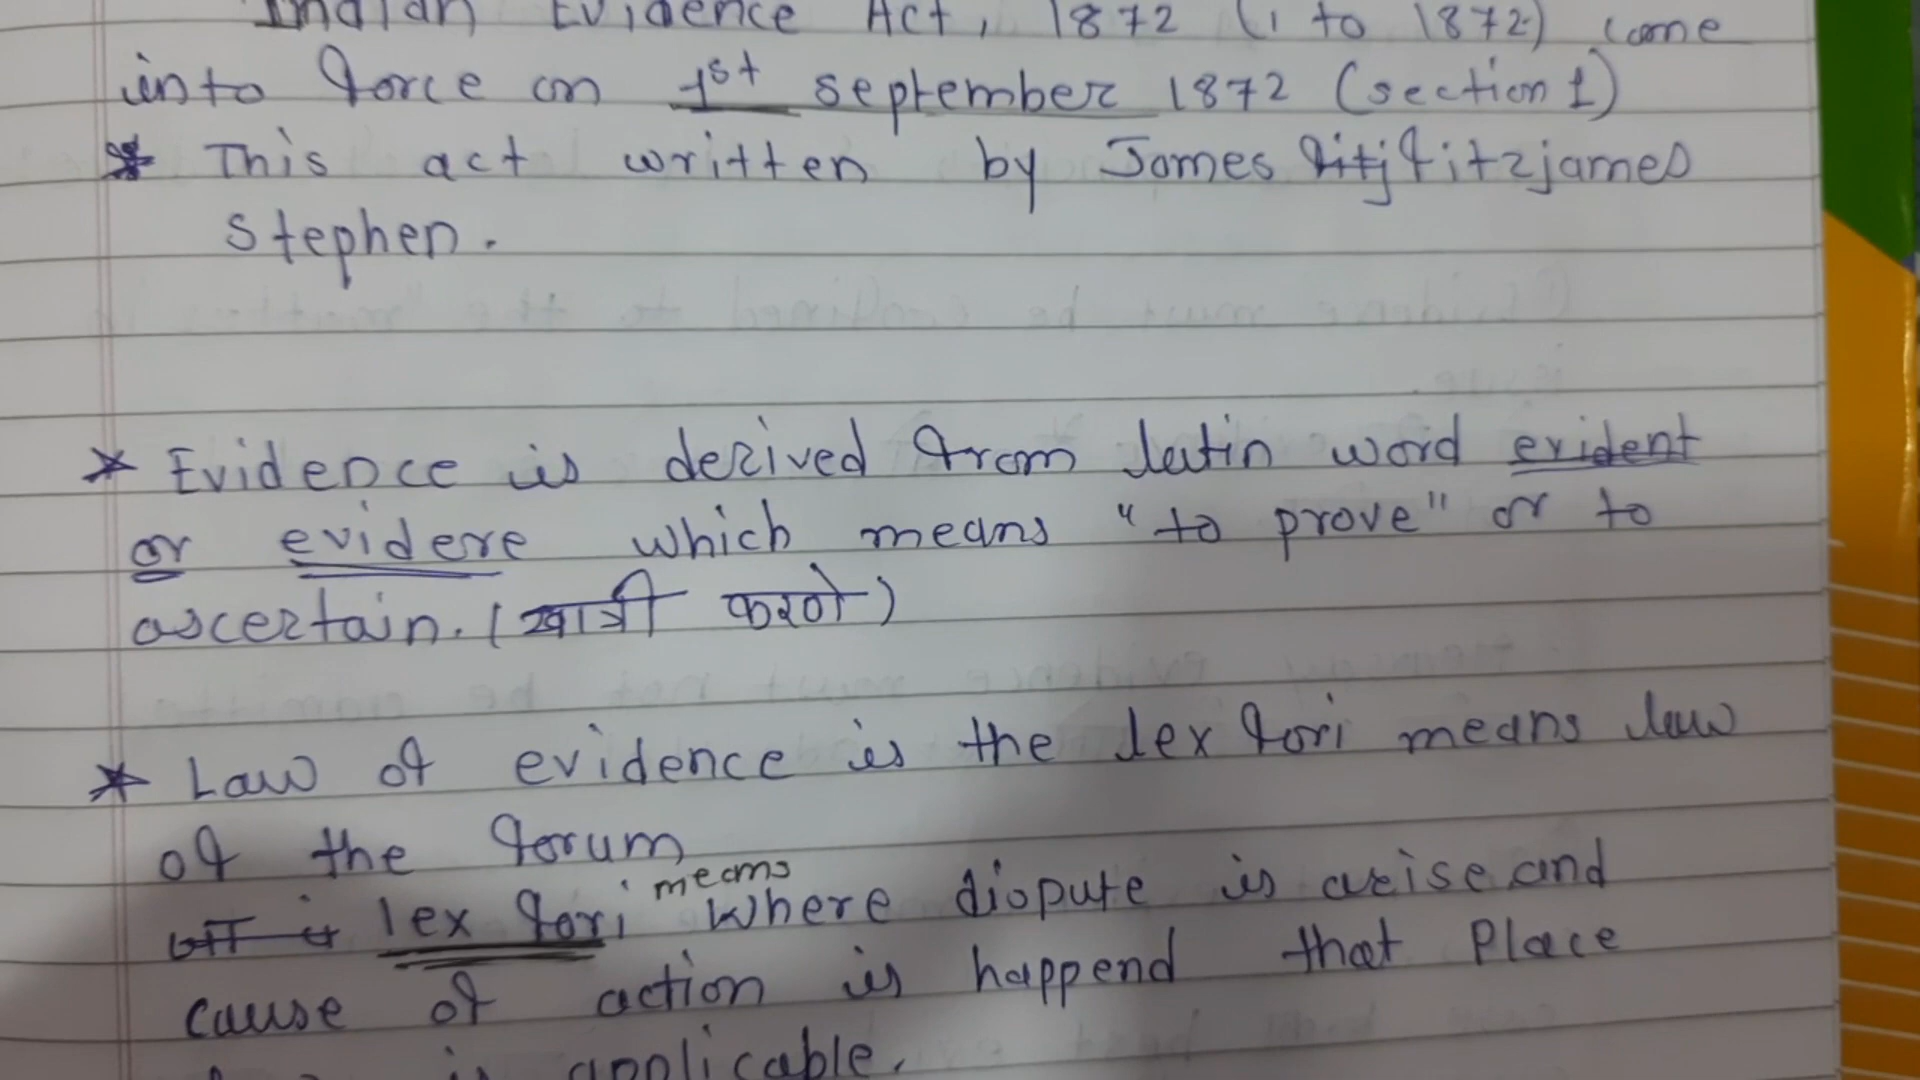 Indian Evidence Act, 1872 (1 to 1872) come
into force on 1st september 1872 (section 1)
* This act written by James fitzjames
stephen.
* Evidence is derived from latin word evident
or evidere which means "to prove" or to
ascertain. (खात्री करणे)
* Law of evidence is the lex fori means law
of the forum
lex fori means where dispute is arise and
cause of action is happend that place
is applicable.